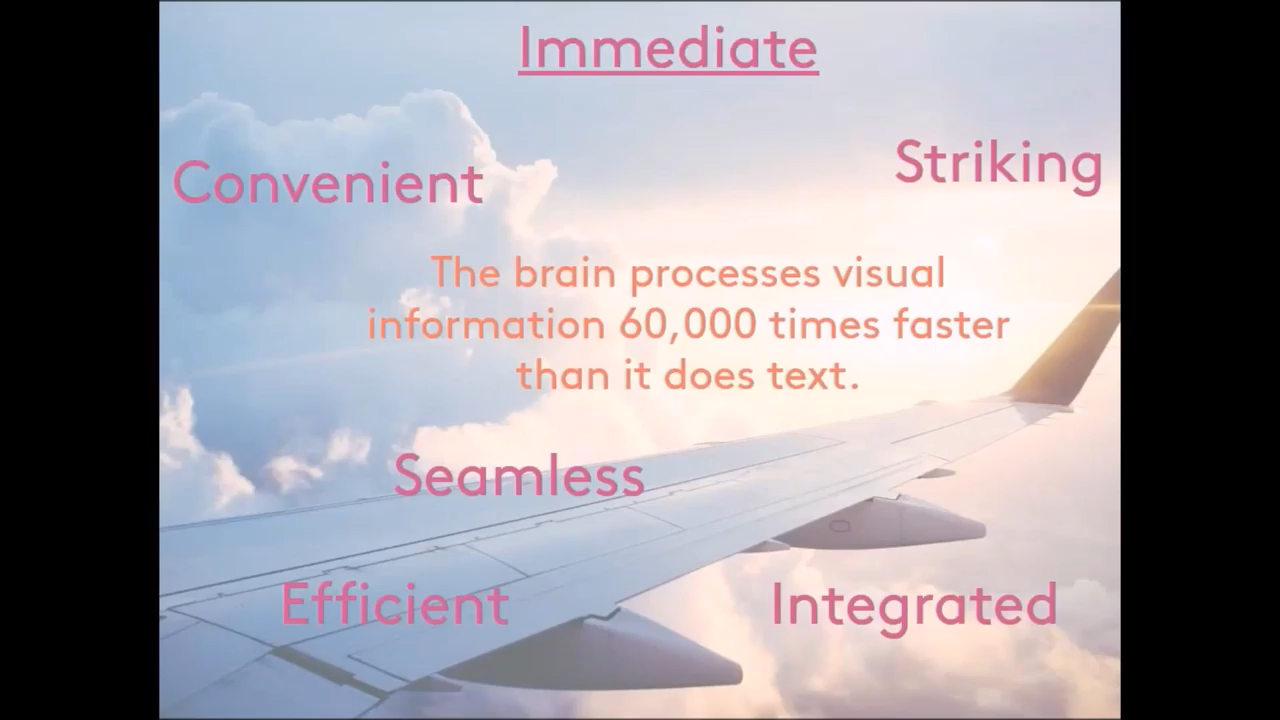 Immediate
Convenient
Striking
The brain processes visual
information 60,000 times faster
than it does text.
Seamless
Efficient
Integrated